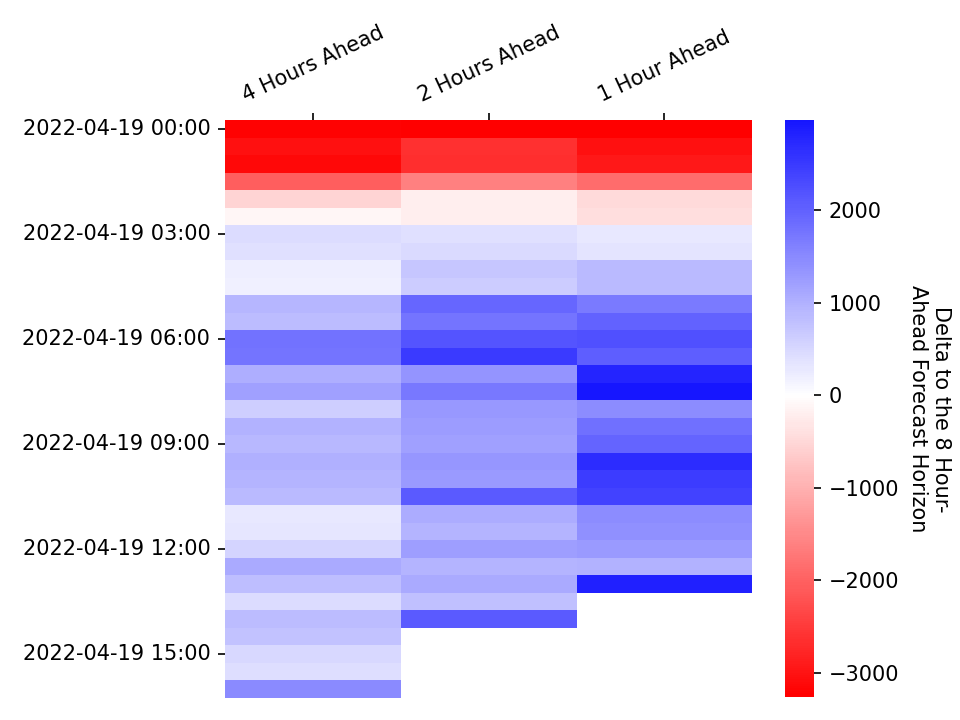 4 Hours Ahead
2 Hours Ahead
1 Hour Ahead
2022-04-19 00:00
2022-04-19 03:00
2022-04-19 06:00
2022-04-19 09:00
2022-04-19 12:00
2022-04-19 15:00
2000
1000
0
−1000
−2000
−3000
Delta to the 8 Hour-
Ahead Forecast Horizon